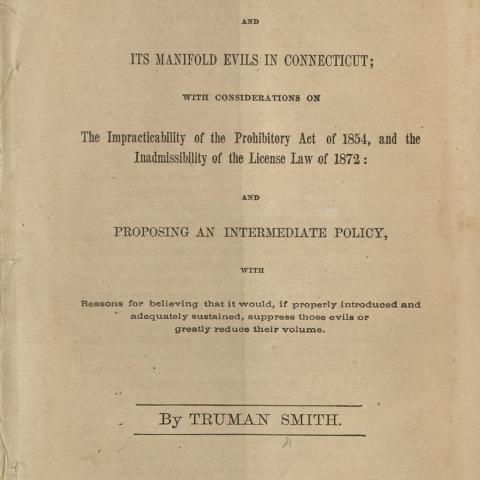 AND
ITS MANIFOLD EVILS IN CONNECTICUT;
WITH CONSIDERATIONS ON
The Impracticability of the Prohibitory Act of 1854, and the
Inadmissibility of the License Law of 1872:
AND
PROPOSING AN INTERMEDIATE POLICY,
WITH
Reasons for believing that it would, if properly introduced and
adequately sustained, suppress those evils or
greatly reduce their volume.
By TRUMAN SMITH.